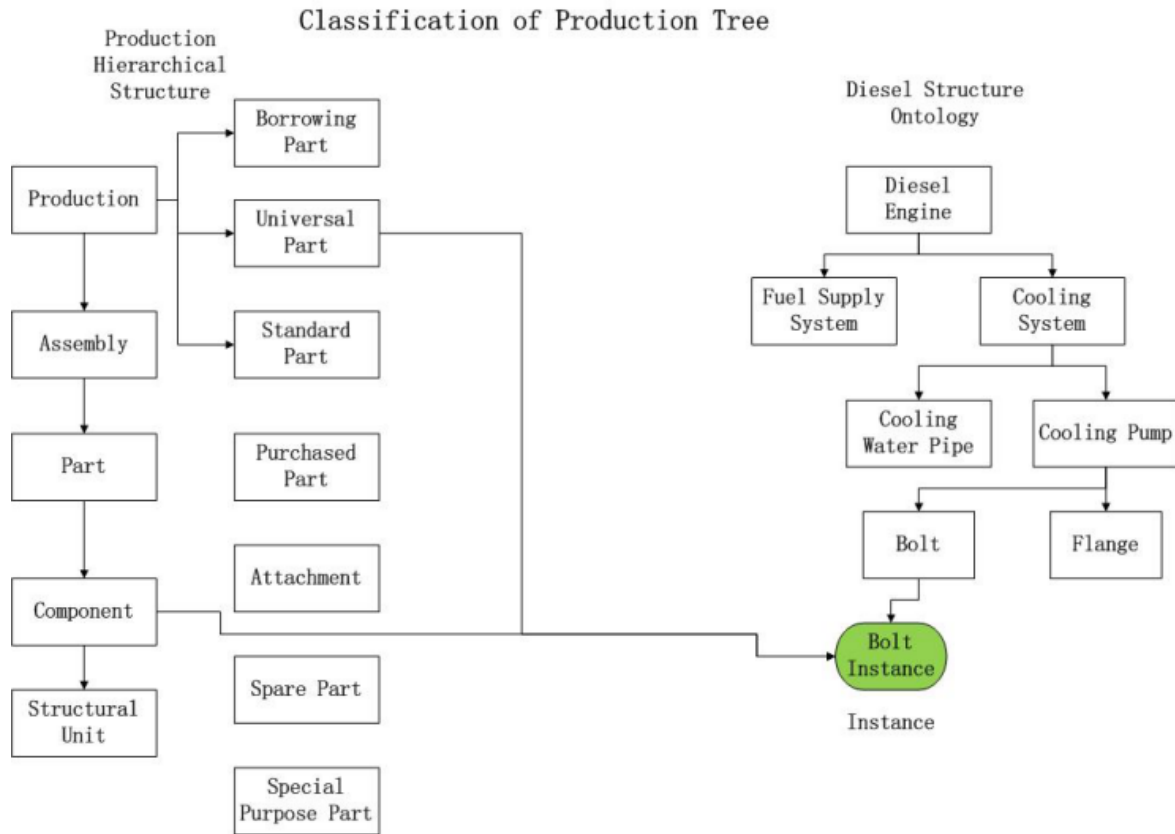 Classification of Production Tree
Production
Hierarchical
Structure
Borrowing
Part
Production
Universal
Part
Assembly
Standard
Part
Part
Purchased
Part
Attachment
Component
Spare Part
Structural
Unit
Special
Purpose Part
Diesel Structure
Ontology
Diesel
Engine
Fuel Supply
System
Cooling
System
Cooling
Water Pipe
Cooling Pump
Bolt
Flange
Bolt
Instance
Instance